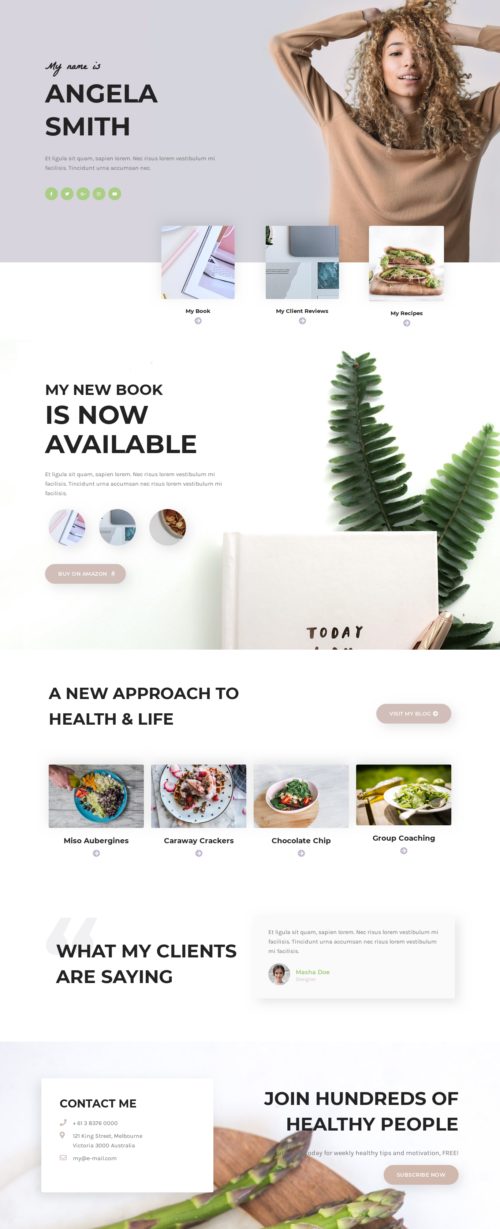 My name is
ANGELA
SMITH
Et ligula sit quam, sapien lorem. Nec risus lorem vestibulum mi
facilisis. Tincidunt urna accumsan nec.
My Book
My Client Reviews
My Recipes
MY NEW BOOK
IS NOW
AVAILABLE
Et ligula sit quam, sapien lorem. Nec risus lorem vestibulum mi
facilisis. Tincidunt urna accumsan nec risus lorem vestibulum mi
facilisis.
BUY ON AMAZON
TODAY
A NEW APPROACH TO
HEALTH & LIFE
VISIT MY BLOG
Miso Aubergines
Caraway Crackers
Chocolate Chip
Group Coaching
WHAT MY CLIENTS
ARE SAYING
Et ligula sit quam, sapien lorem. Nec risus lorem vestibulum mi
facilisis. Tincidunt urna accumsan nec risus lorem vestibulum mi
facilisis.
Masha Doe
Designer
CONTACT ME
+ 61 3 8376 0000
121 King Street, Melbourne
Victoria 3000 Australia
my@e-mail.com
JOIN HUNDREDS OF
HEALTHY PEOPLE
today for weekly healthy tips and motivation, FREE!
SUBSCRIBE NOW